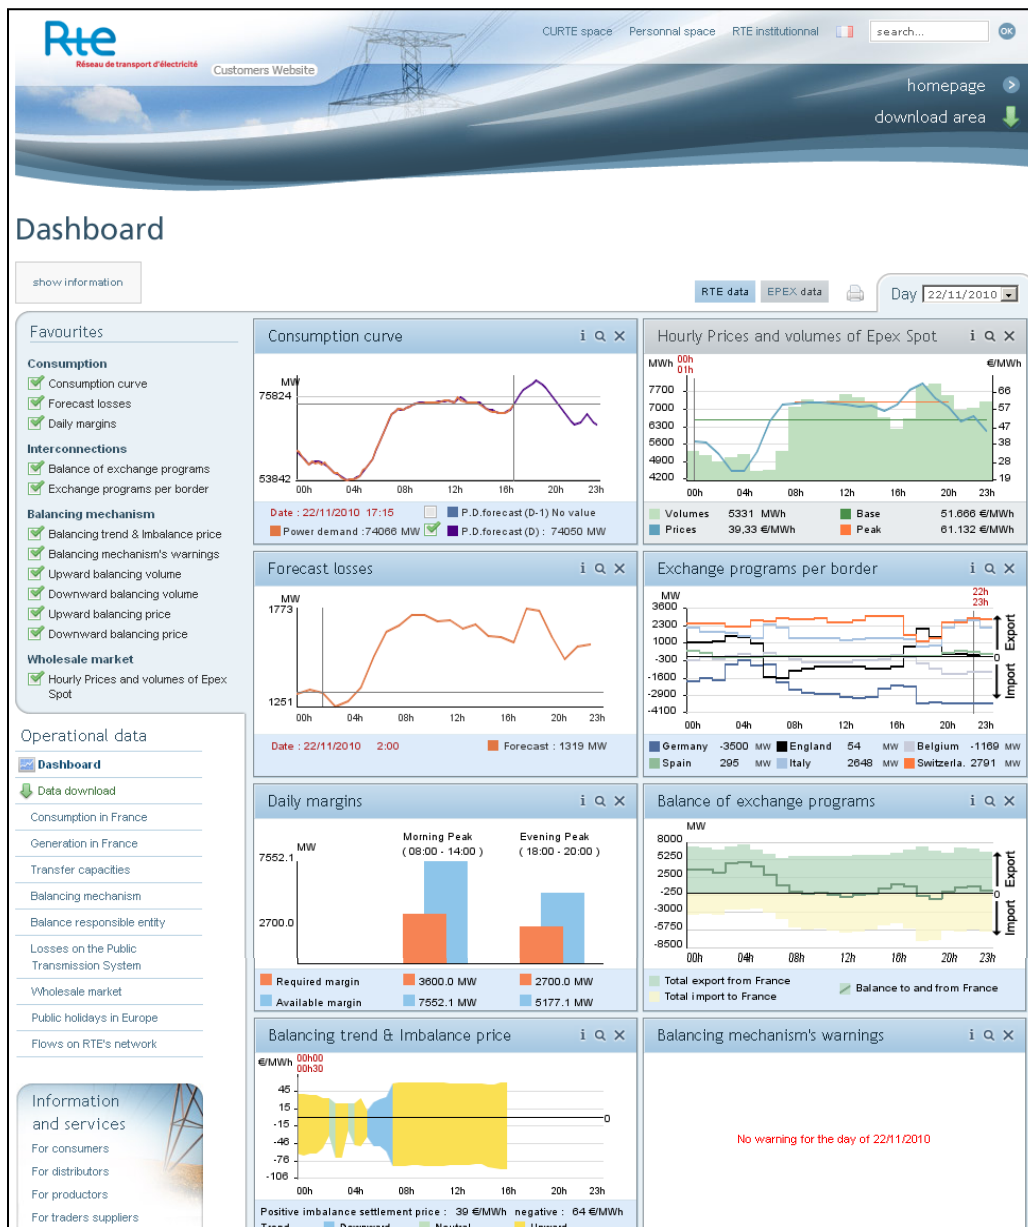 Rte
Réseau de transport d'électricité
Customers Website
CURTE space Personnal space RTE institutionnal search... OK
homepage
download area
Dashboard
show information
RTE data EPEX data Day 22/11/2010
Favourites
Consumption
Consumption curve
Forecast losses
Daily margins
Interconnections
Balance of exchange programs
Exchange programs per border
Balancing mechanism
Balancing trend & Imbalance price
Balancing mechanism's warnings
Upward balancing volume
Downward balancing volume
Upward balancing price
Downward balancing price
Wholesale market
Hourly Prices and volumes of Epex
Spot
Operational data
Dashboard
Data download
Consumption in France
Generation in France
Transfer capacities
Balancing mechanism
Balance responsible entity
Losses on the Public
Transmission System
Wholesale market
Public holidays in Europe
Flows on RTE's network
Information
and services
For consumers
For distributors
For productors
For traders suppliers
Consumption curve i
MW
75824
53842
00h 04h 08h 12h 16h 20h 23h
Date : 22/11/2010 17:15 P.D.forecast (D-1) No value
Power demand :74066 MW P.D.forecast (D) : 74050 MW
Hourly Prices and volumes of Epex Spot i
MWh 00h €/MWh
01h
7700 66
7000 57
6300 47
5600 38
4900 28
4200 19
00h 04h 08h 12h 16h 20h 23h
Volumes 5331 MWh Base 51.666 €/MWh
Prices 39,33 €/MWh Peak 61.132 €/MWh
Forecast losses i
MW
1773
1251
00h 04h 08h 12h 16h 20h 23h
Date : 22/11/2010 2:00 Forecast : 1319 MW
Exchange programs per border i
MW 22h
23h
3600
2300
1000
-300 0
-1600
-2900
-4100
Export
Import
00h 04h 08h 12h 16h 20h 23h
Germany -3500 MW England 54 MW Belgium -1169 MW
Spain 295 MW Italy 2648 MW Switzerla. 2791 MW
Daily margins i
MW
Morning Peak Evening Peak
( 08:00 - 14:00 ) ( 18:00 - 20:00 )
7552.1
2700.0
Required margin 3600.0 MW 2700.0 MW
Available margin 7552.1 MW 5177.1 MW
Balance of exchange programs i
MW
8000
5250
2500
-250 0
-3000
-5750
-8500
Export
Import
00h 04h 08h 12h 16h 20h 23h
Total export from France
Total import to France
Balance to and from France
Balancing trend & Imbalance price i
€/MWh 00h00
00h30
45
15
-15 0
-46
-76
-106
00h 04h 08h 12h 16h 20h 23h
Positive imbalance settlement price : 39 €/MWh negative : 64 €/MWh
Trend Downward Neutral Upward
Balancing mechanism's warnings i
No warning for the day of 22/11/2010